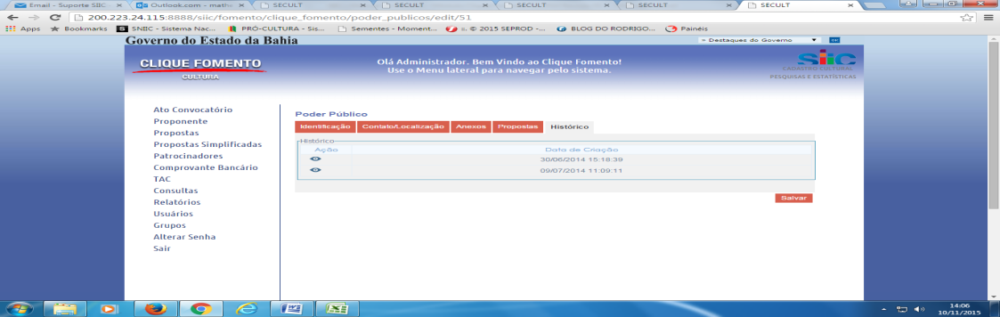 Email - Suporte SIIC
Outlook.com - math
SECULT
SECULT
SECULT
SECULT
SECULT
200.223.24.115:8888/siic/fomento/clique_fomento/poder_publicos/edit/51
Apps
Bookmarks
SNIIC - Sistema Nac...
PRÓ-CULTURA - Sis...
Sementes - Moment...
::. © 2015 SEPROD -...
BLOG DO RODRIGO...
Painéis
Governo do Estado da Bahia
» Destaques do Governo
CLIQUE FOMENTO
CULTURA
Olá Administrador. Bem Vindo ao Clique Fomento!
Use o Menu lateral para navegar pelo sistema.
SIIC
CADASTRO CULTURAL
PESQUISAS E ESTATÍSTICAS
Ato Convocatório
Proponente
Propostas
Propostas Simplificadas
Patrocinadores
Comprovante Bancário
TAC
Consultas
Relatórios
Usuários
Grupos
Alterar Senha
Sair
Poder Público
Identificação
Contato/Localização
Anexos
Propostas
Histórico
Histórico
Ação
Data de Criação
30/06/2014 15:18:39
09/07/2014 11:09:11
Salvar
14:06
10/11/2015